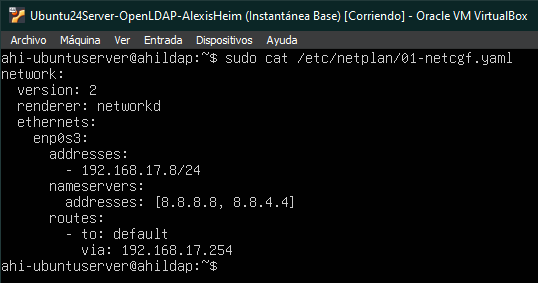 Ubuntu24Server-OpenLDAP-AlexisHeim (Instantánea Base) [Corriendo] - Oracle VM VirtualBox
Archivo Máquina Ver Entrada Dispositivos Ayuda
ahi-ubuntuserver@ahildap:~$ sudo cat /etc/netplan/01-netcgf.yaml
network:
  version: 2
  renderer: networkd
  ethernets:
    enp0s3:
      addresses:
        - 192.168.17.8/24
      nameservers:
        addresses: [8.8.8.8, 8.8.4.4]
      routes:
        - to: default
          via: 192.168.17.254
ahi-ubuntuserver@ahildap:~$